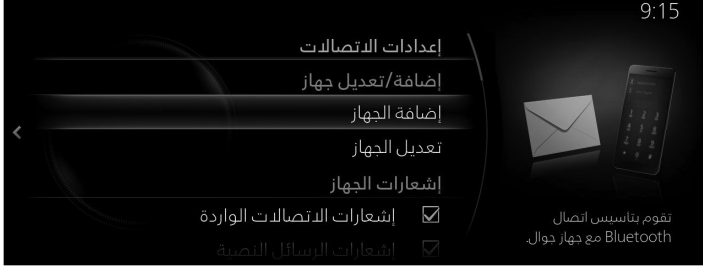 9:15
إعدادات الاتصالات
إضافة/تعديل جهاز
إضافة الجهاز
تعديل الجهاز
إشعارات الجهاز
إشعارات الاتصالات الواردة
إشعارات الرسائل النصية
تقوم بتاسيس اتصال
Bluetooth مع جهاز جوال.